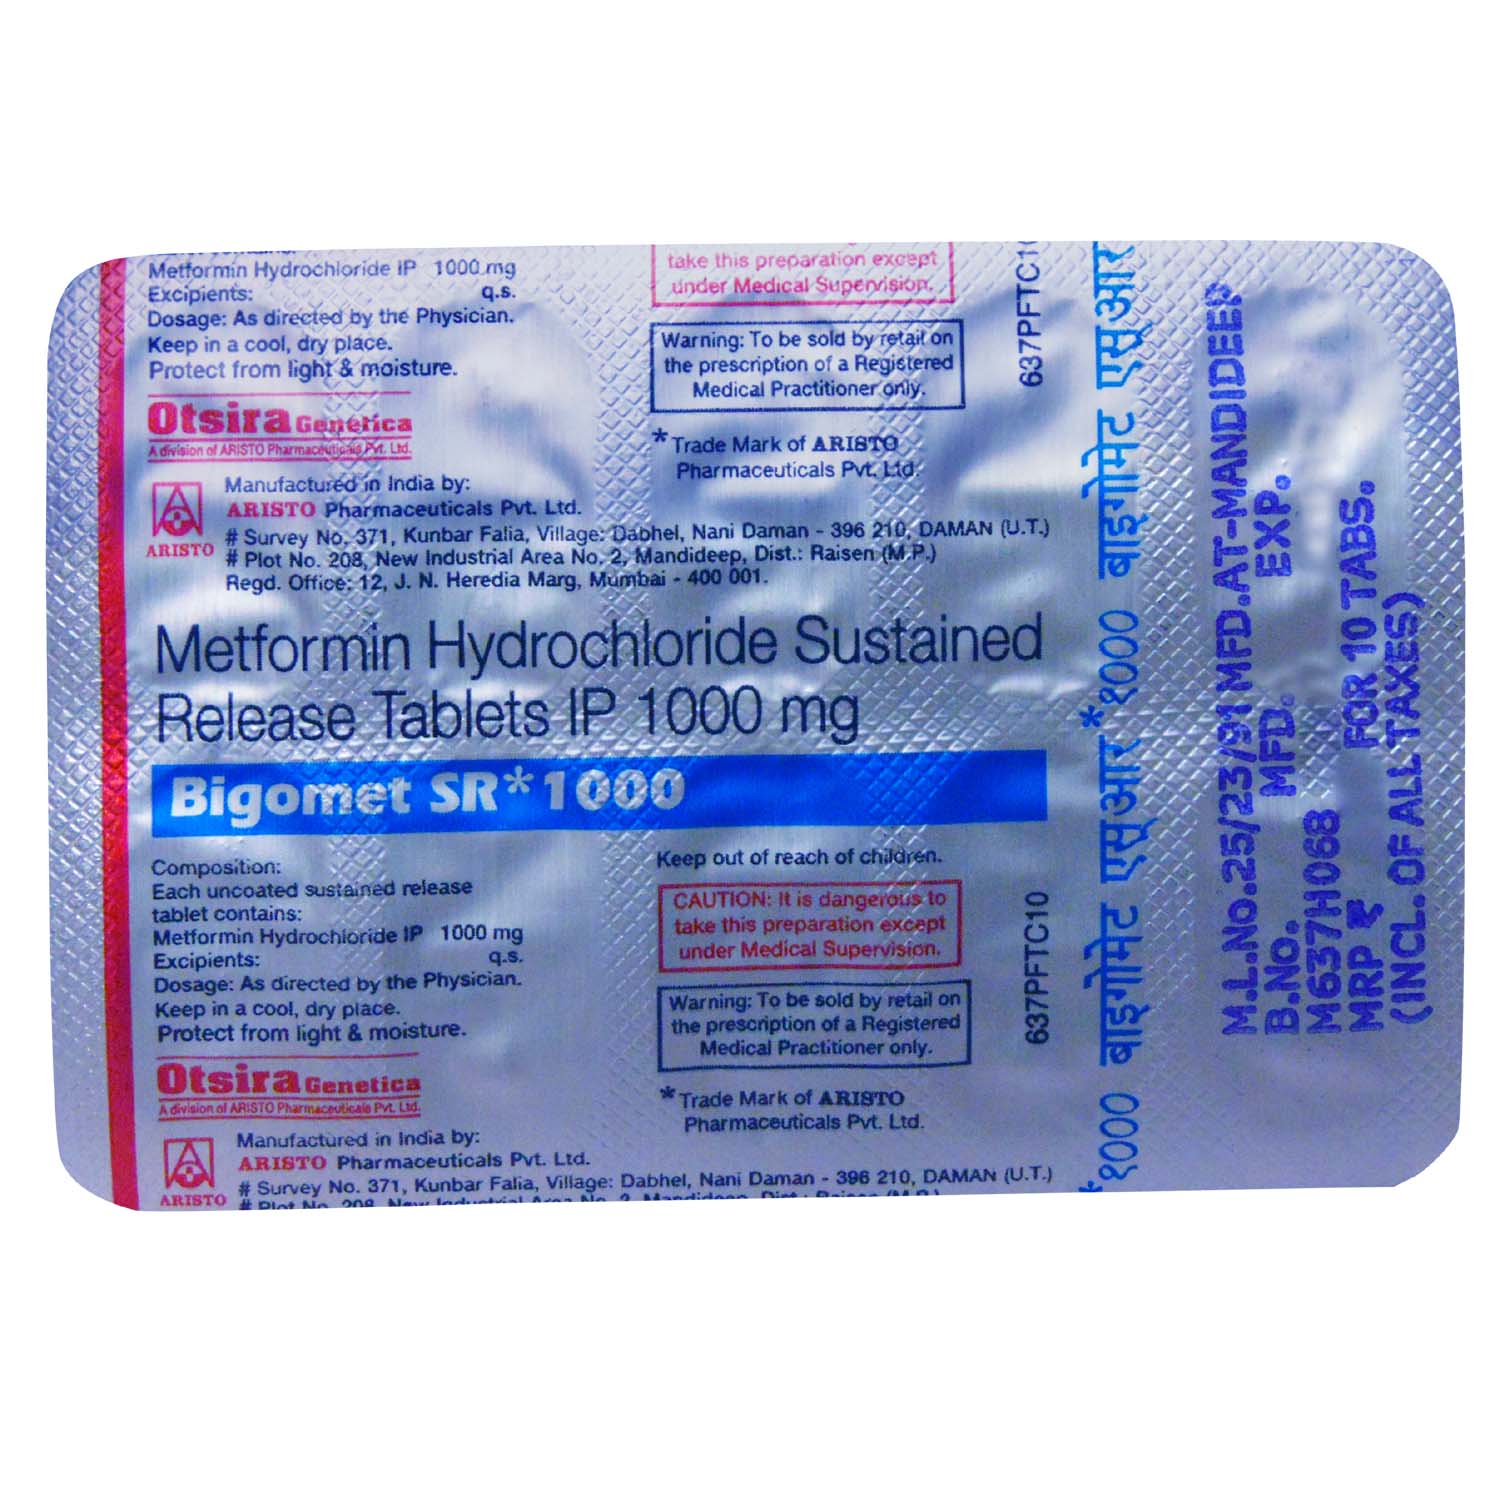 Metformin Hydrochloride IP 1000 mg
Excipients: q.s.
Dosage: As directed by the Physician.
Keep in a cool, dry place.
Protect from light & moisture.
Otsira Genetica
A division of ARISTO Pharmaceuticals Pvt. Ltd.
take this preparation except
under Medical Supervision.
Warning: To be sold by retail on
the prescription of a Registered
Medical Practitioner only.
* Trade Mark of ARISTO
Pharmaceuticals Pvt. Ltd.
637PFTC10
ARISTO
Manufactured in India by:
ARISTO Pharmaceuticals Pvt. Ltd.
# Survey No. 371, Kunbar Falia, Village: Dabhel, Nani Daman - 396 210, DAMAN (U.T.)
# Plot No. 208, New Industrial Area No. 2, Mandideep, Dist.: Raisen (M.P.)
Regd. Office: 12, J. N. Heredia Marg, Mumbai - 400 001.
Metformin Hydrochloride Sustained
Release Tablets IP 1000 mg
Bigomet SR* 1000
Composition:
Each uncoated sustained release
tablet contains:
Metformin Hydrochloride IP 1000 mg
Excipients: q.s.
Dosage: As directed by the Physician.
Keep in a cool, dry place.
Protect from light & moisture.
Otsira Genetica
A division of ARISTO Pharmaceuticals Pvt. Ltd.
Keep out of reach of children.
CAUTION: It is dangerous to
take this preparation except
under Medical Supervision.
Warning: To be sold by retail on
the prescription of a Registered
Medical Practitioner only.
* Trade Mark of ARISTO
Pharmaceuticals Pvt. Ltd.
637PFTC10
ARISTO
Manufactured in India by:
ARISTO Pharmaceuticals Pvt. Ltd.
# Survey No. 371, Kunbar Falia, Village: Dabhel, Nani Daman - 396 210, DAMAN (U.T.)
# Plot No. 208, New Industrial Area No. 2, Mandideep, Dist.: Raisen (M.P.)
*१००० बाइगोमेट एसआर*१००० बाइगोमेट एसआर
M.L.No.25/23/91 MFD.AT-MANDIDEEP
B.No. MFD. EXP.
M637H068
MRP ₹ FOR 10 TABS.
(INCL. OF ALL TAXES)